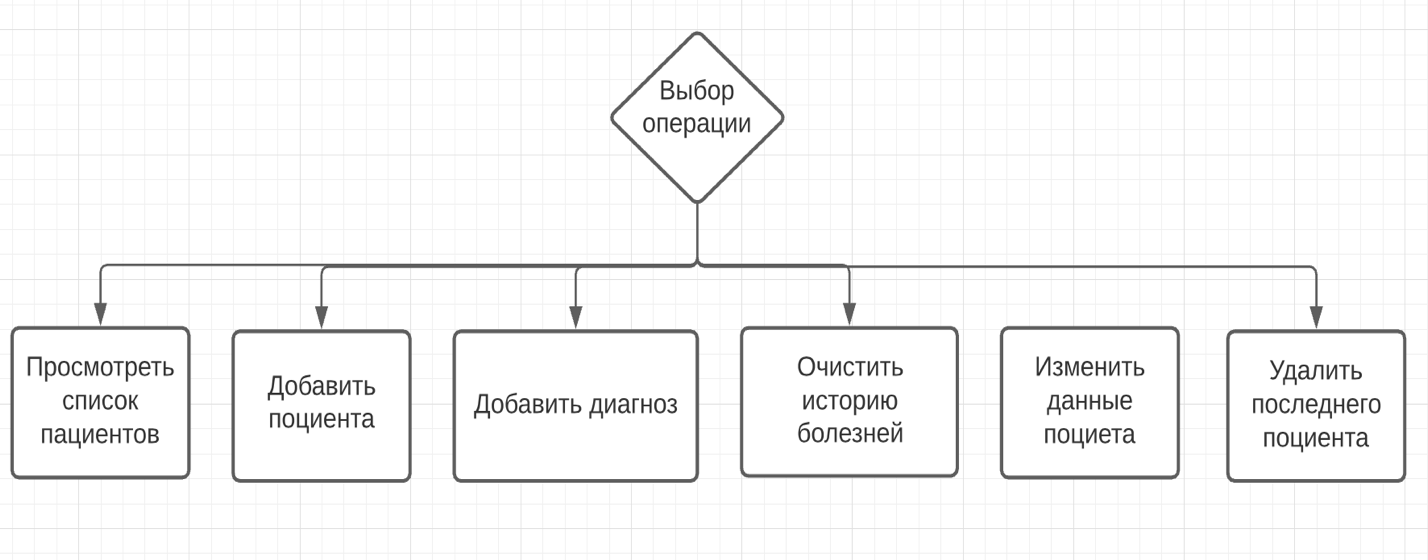 Выбор
операции
Просмотреть
список
пациентов
Добавить
поциента
Добавить диагноз
Очистить
историю
болезней
Изменить
данные
поциета
Удалить
последнего
поциента